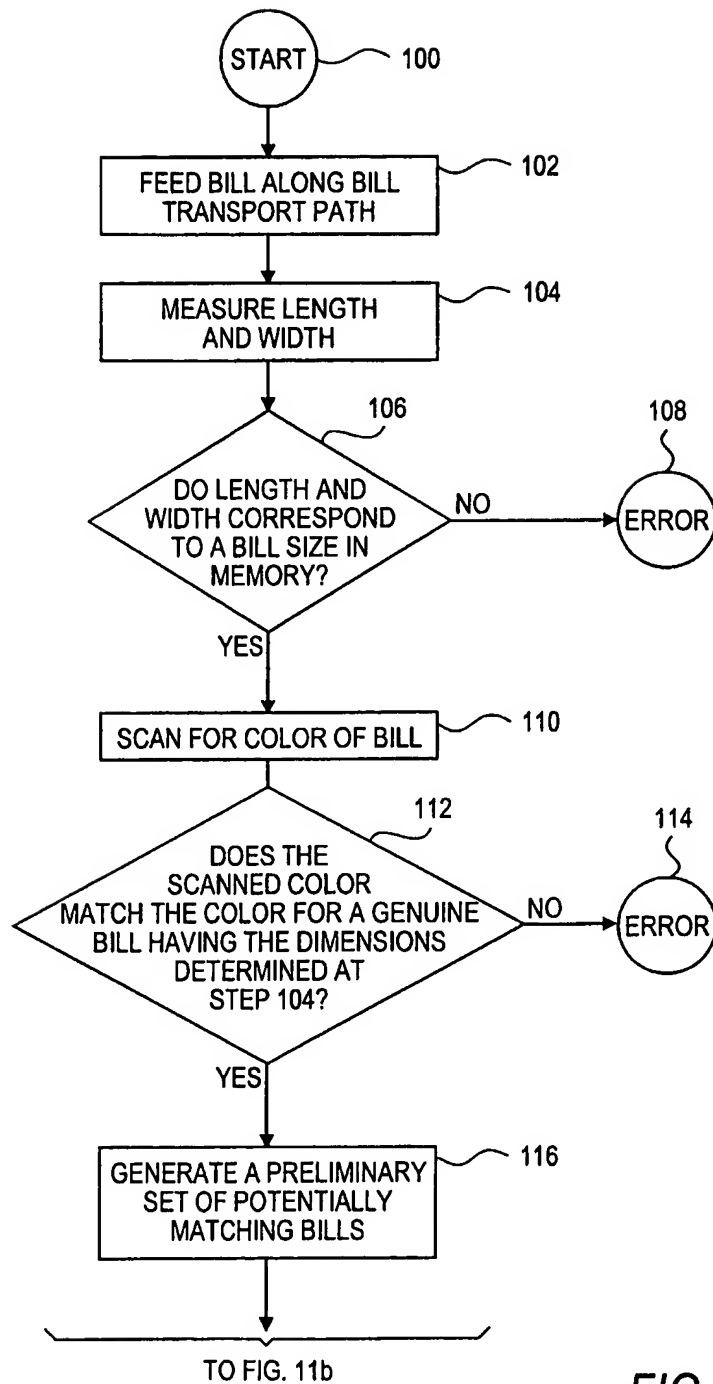 START
100
FEED BILL ALONG BILL
TRANSPORT PATH
102
MEASURE LENGTH
AND WIDTH
104
106
DO LENGTH AND
WIDTH CORRESPOND
TO A BILL SIZE IN
MEMORY?
NO
108
ERROR
YES
SCAN FOR COLOR OF BILL
110
112
DOES THE
SCANNED COLOR
MATCH THE COLOR FOR A GENUINE
BILL HAVING THE DIMENSIONS
DETERMINED AT
STEP 104?
NO
114
ERROR
YES
GENERATE A PRELIMINARY
SET OF POTENTIALLY
MATCHING BILLS
116
TO FIG. 11b
FIG